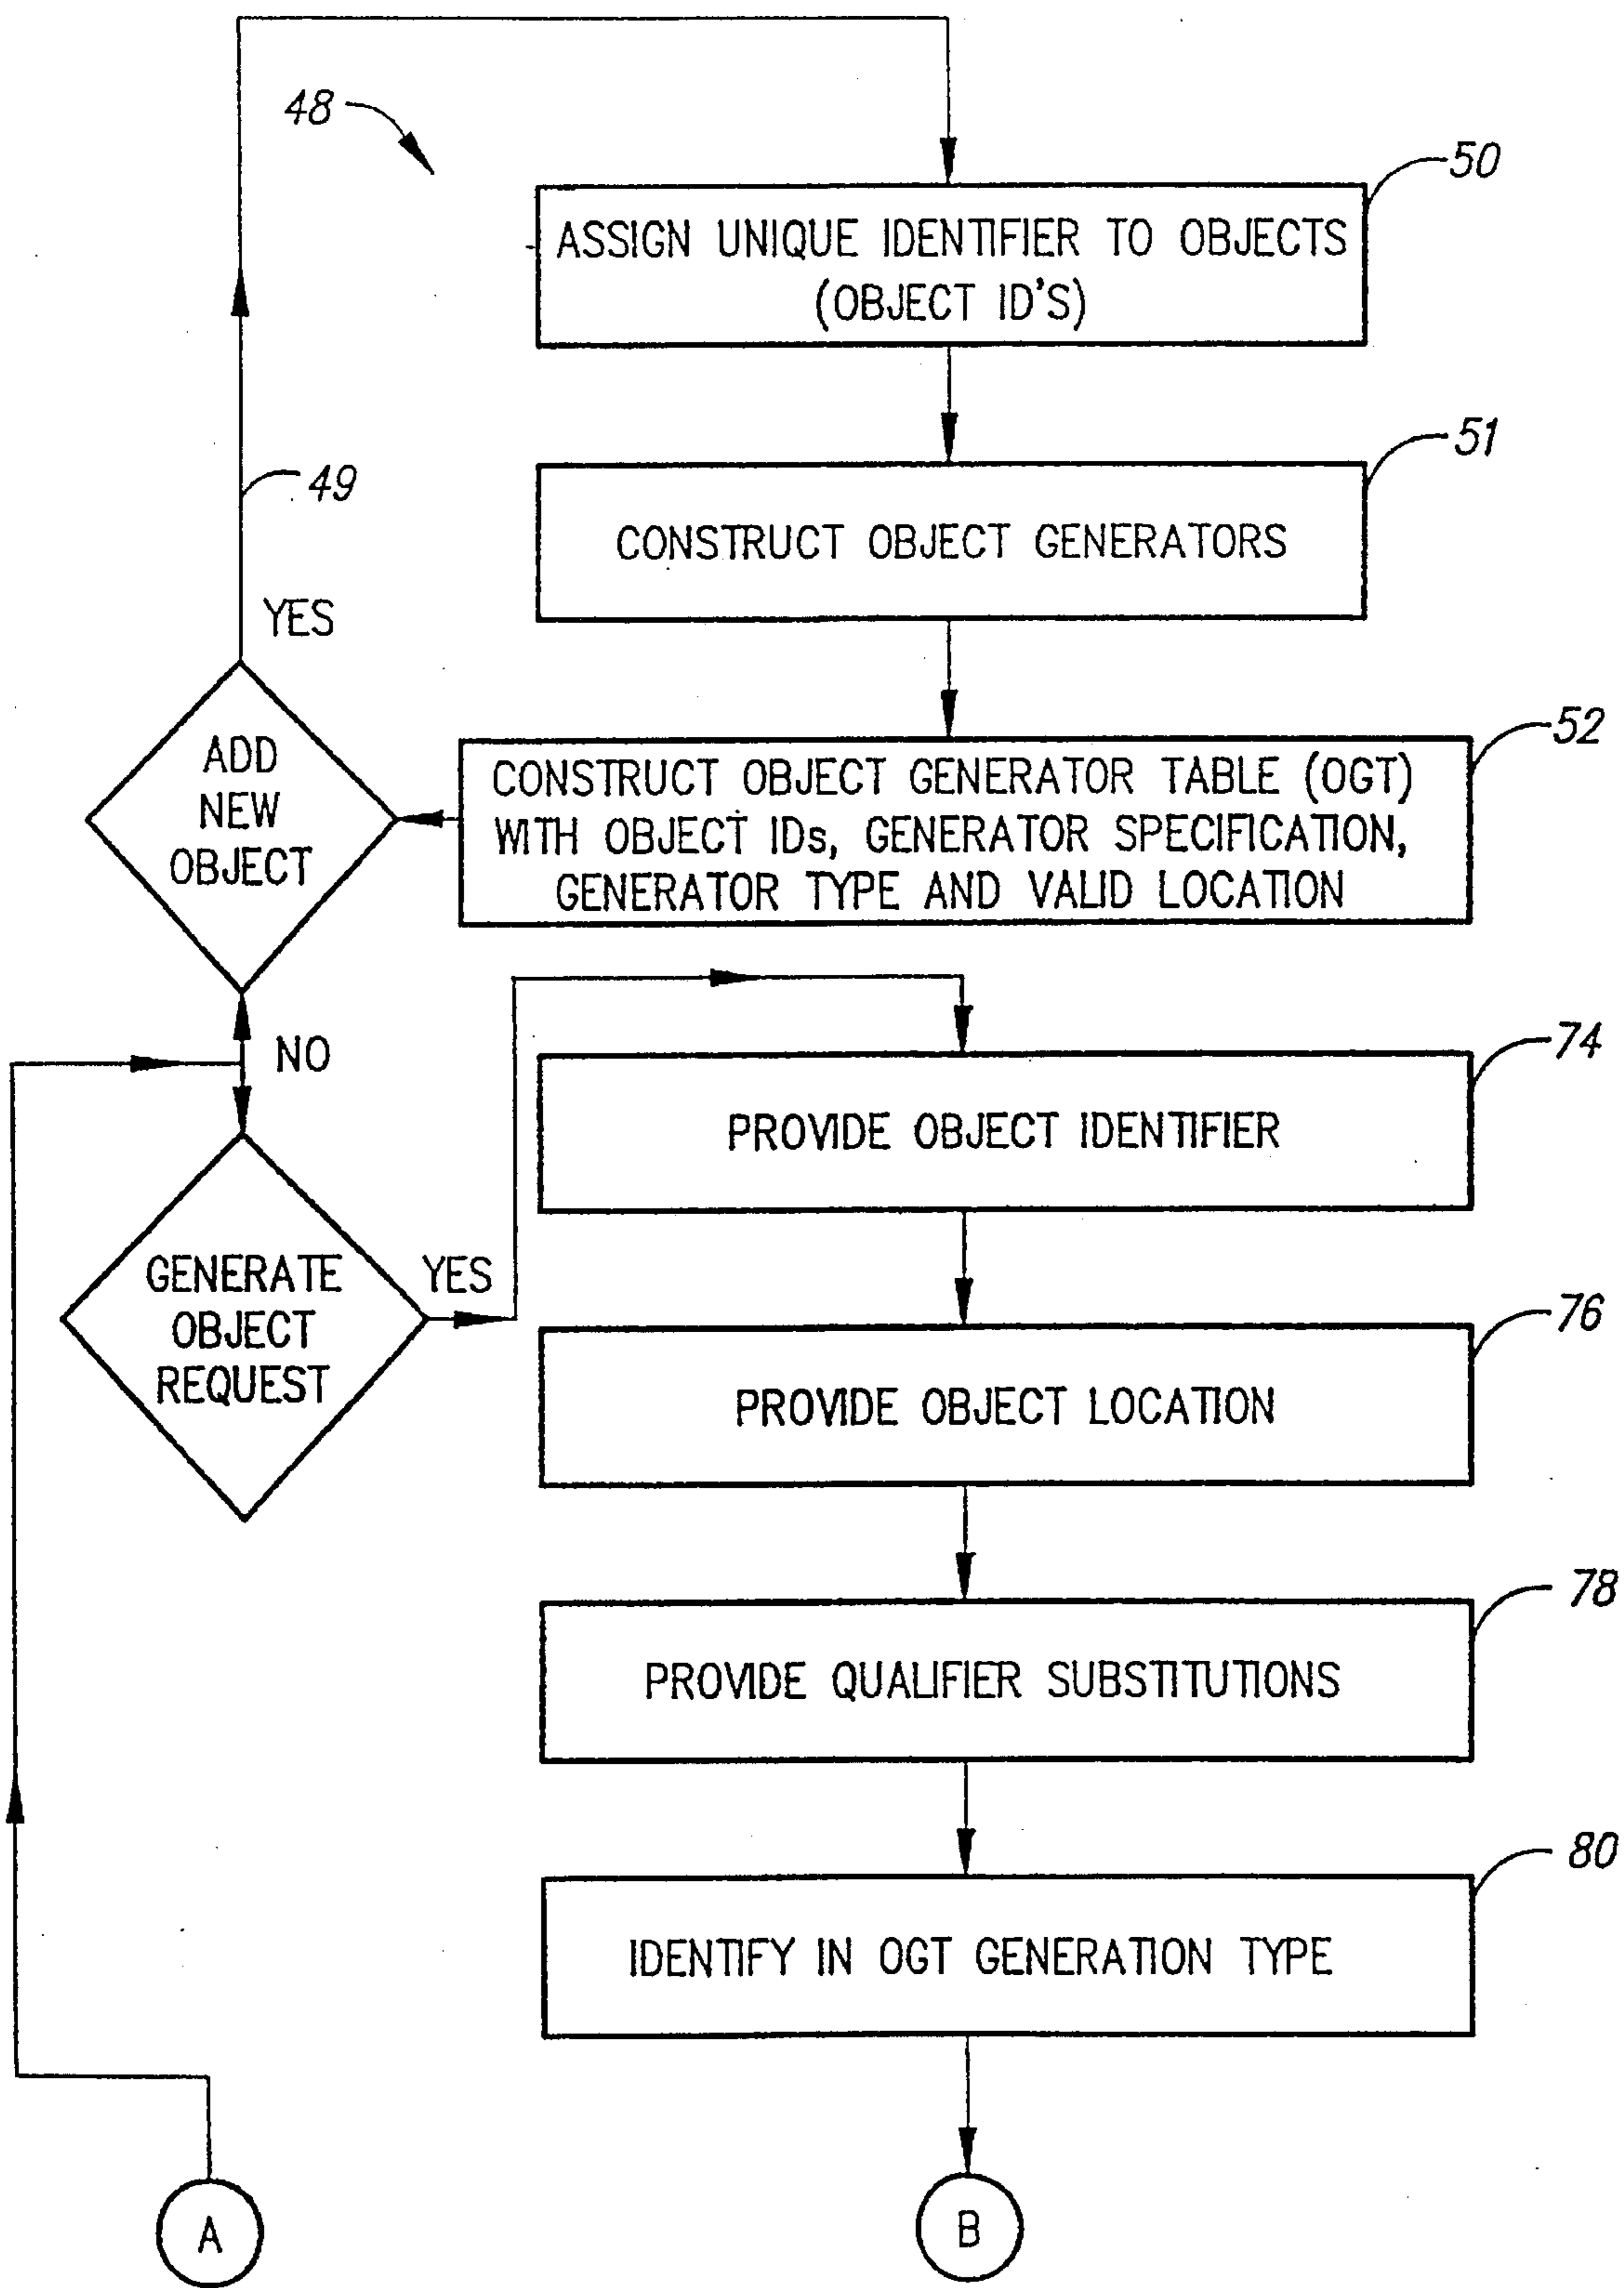 48
50
ASSIGN UNIQUE IDENTIFIER TO OBJECTS
(OBJECT ID'S)
51
49
CONSTRUCT OBJECT GENERATORS
YES
52
ADD
NEW
OBJECT
CONSTRUCT OBJECT GENERATOR TABLE (OGT)
WITH OBJECT IDs, GENERATOR SPECIFICATION,
GENERATOR TYPE AND VALID LOCATION
NO
74
PROVIDE OBJECT IDENTIFIER
GENERATE
OBJECT
REQUEST
YES
76
PROVIDE OBJECT LOCATION
78
PROVIDE QUALIFIER SUBSTITUTIONS
80
IDENTIFY IN OGT GENERATION TYPE
A
B